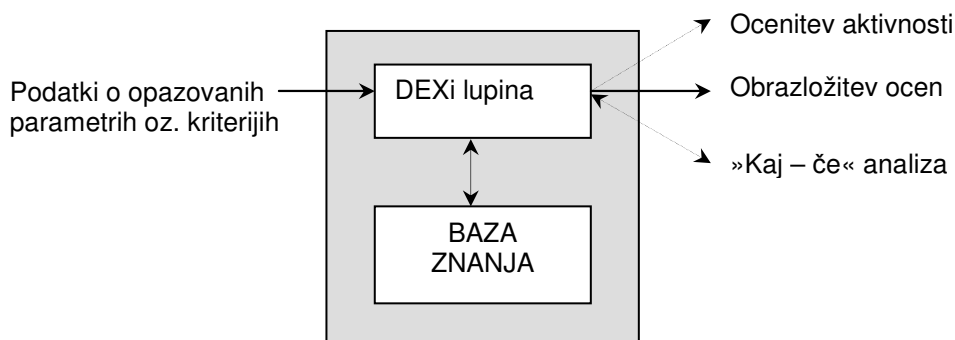 Podatki o opazovanih
parametrih oz. kriterijih
DEXi lupina
BAZA
ZNANJA
Ocenitev aktivnosti
Obrazložitev ocen
»Kaj – če« analiza